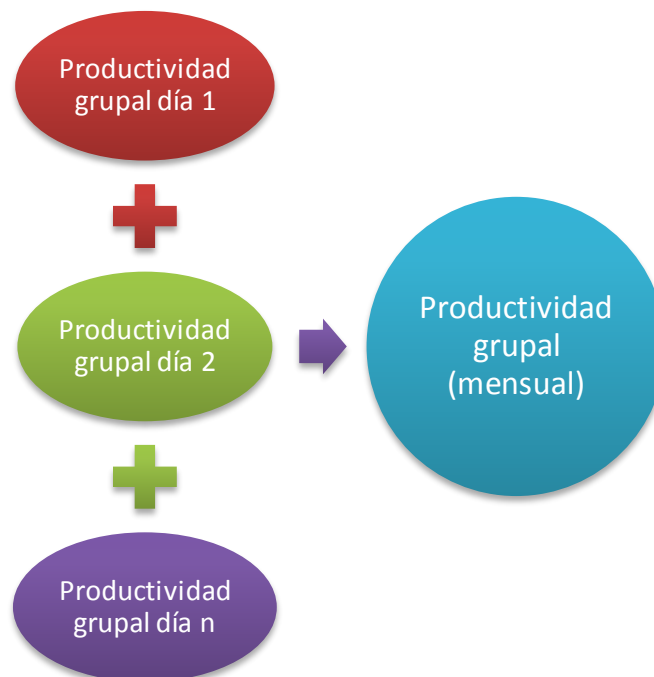 Productividad
grupal día 1
Productividad
grupal día 2
Productividad
grupal día n
Productividad
grupal
(mensual)